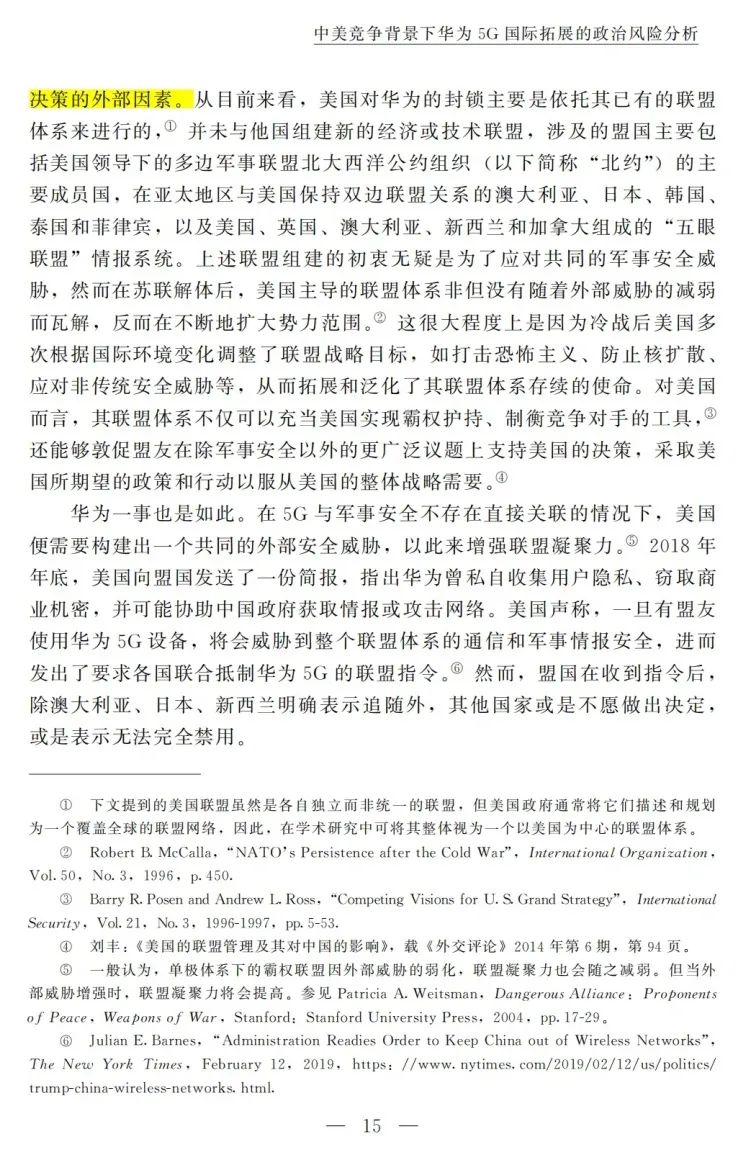 中美竞争背景下华为 5G 国际拓展的政治风险分析
决策的外部因素。从目前来看，美国对华为的封锁主要是依托其已有的联盟
体系来进行的，① 并未与他国组建新的经济或技术联盟，涉及的盟国主要包
括美国领导下的多边军事联盟北大西洋公约组织（以下简称“北约”）的主
要成员国，在亚太地区与美国保持双边联盟关系的澳大利亚、日本、韩国、
泰国和菲律宾，以及美国、英国、澳大利亚、新西兰和加拿大组成的“五眼
联盟”情报系统。上述联盟组建的初衷无疑是为了应对共同的军事安全威
胁，然而在苏联解体后，美国主导的联盟体系非但没有随着外部威胁的减弱
而瓦解，反而在不断地扩大势力范围。② 这很大程度上是因为冷战后美国多
次根据国际环境变化调整了联盟战略目标，如打击恐怖主义、防止核扩散、
应对非传统安全威胁等，从而拓展和泛化了其联盟体系存续的使命。对美国
而言，其联盟体系不仅可以充当美国实现霸权护持、制衡竞争对手的工具，③
还能够敦促盟友在除军事安全以外的更广泛议题上支持美国的决策，采取美
国所期望的政策和行动以服从美国的整体战略需要。④
华为一事也是如此。在 5G 与军事安全不存在直接关联的情况下，美国
便需要构建出一个共同的外部安全威胁，以此来增强联盟凝聚力。⑤ 2018 年
年底，美国向盟国发送了一份简报，指出华为曾私自收集用户隐私、窃取商
业机密，并可能协助中国政府获取情报或攻击网络。美国声称，一旦有盟友
使用华为 5G 设备，将会威胁到整个联盟体系的通信和军事情报安全，进而
发出了要求各国联合抵制华为 5G 的联盟指令。⑥ 然而，盟国在收到指令后，
除澳大利亚、日本、新西兰明确表示追随外，其他国家或是不愿做出决定，
或是表示无法完全禁用。
① 下文提到的美国联盟虽然是各自独立而非统一的联盟，但美国政府通常将它们描述和规划
为一个覆盖全球的联盟网络，因此，在学术研究中可将其整体视为一个以美国为中心的联盟体系。
② Robert B. McCalla，“NATO’s Persistence after the Cold War”，International Organization，
Vol. 50，No. 3，1996，p. 450.
③ Barry R. Posen and Andrew L. Ross，“Competing Visions for U. S. Grand Strategy”，International
Security，Vol. 21，No. 3，1996-1997，pp. 5-53.
④ 刘丰：《美国的联盟管理及其对中国的影响》，载《外交评论》2014 年第 6 期，第 94 页。
⑤ 一般认为，单极体系下的霸权联盟因外部威胁的弱化，联盟凝聚力也会随之减弱。但当外
部威胁增强时，联盟凝聚力将会提高。参见 Patricia A. Weitsman，Dangerous Alliance：Proponents
of Peace，Weapons of War，Stanford：Stanford University Press，2004，pp. 17-29。
⑥ Julian E. Barnes，“Administration Readies Order to Keep China out of Wireless Networks”，
The New York Times，February 12，2019，https：//www. nytimes. com/2019/02/12/us/politics/
trump-china-wireless-networks. html.
— 15 —